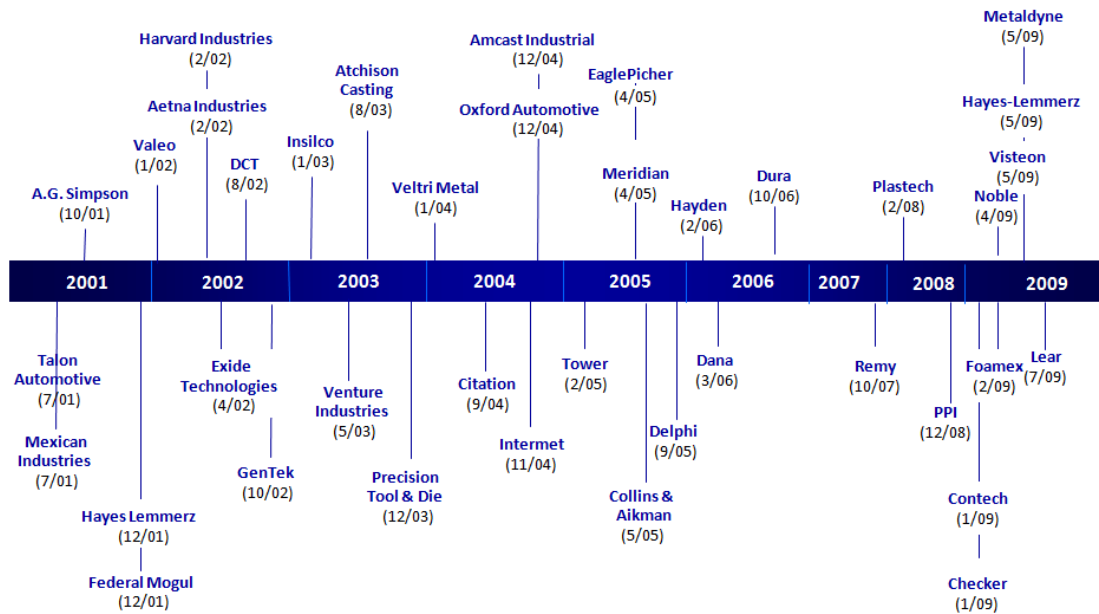 Metaldyne
(5/09)
Harvard Industries
(2/02)
Amcast Industrial
(12/04)
Atchison
Casting
(8/03)
EaglePicher
(4/05)
Aetna Industries
(2/02)
Oxford Automotive
(12/04)
Hayes-Lemmerz
(5/09)
Valeo
(1/02)
Insilco
(1/03)
Visteon
(5/09)
DCT
(8/02)
Meridian
(4/05)
Dura
(10/06)
A.G. Simpson
(10/01)
Veltri Metal
(1/04)
Plastech
(2/08)
Noble
(4/09)
Hayden
(2/06)
2001 2002 2003 2004 2005 2006 2007 2008 2009
Talon
Automotive
(7/01)
Exide
Technologies
(4/02)
Venture
Industries
(5/03)
Citation
(9/04)
Tower
(2/05)
Dana
(3/06)
Remy
(10/07)
Foamex
(2/09)
Lear
(7/09)
Mexican
Industries
(7/01)
GenTek
(10/02)
Precision
Tool & Die
(12/03)
Internet
(11/04)
Delphi
(9/05)
PPI
(12/08)
Hayes Lemmerz
(12/01)
Collins &
Aikman
(5/05)
Contech
(1/09)
Federal Mogul
(12/01)
Checker
(1/09)